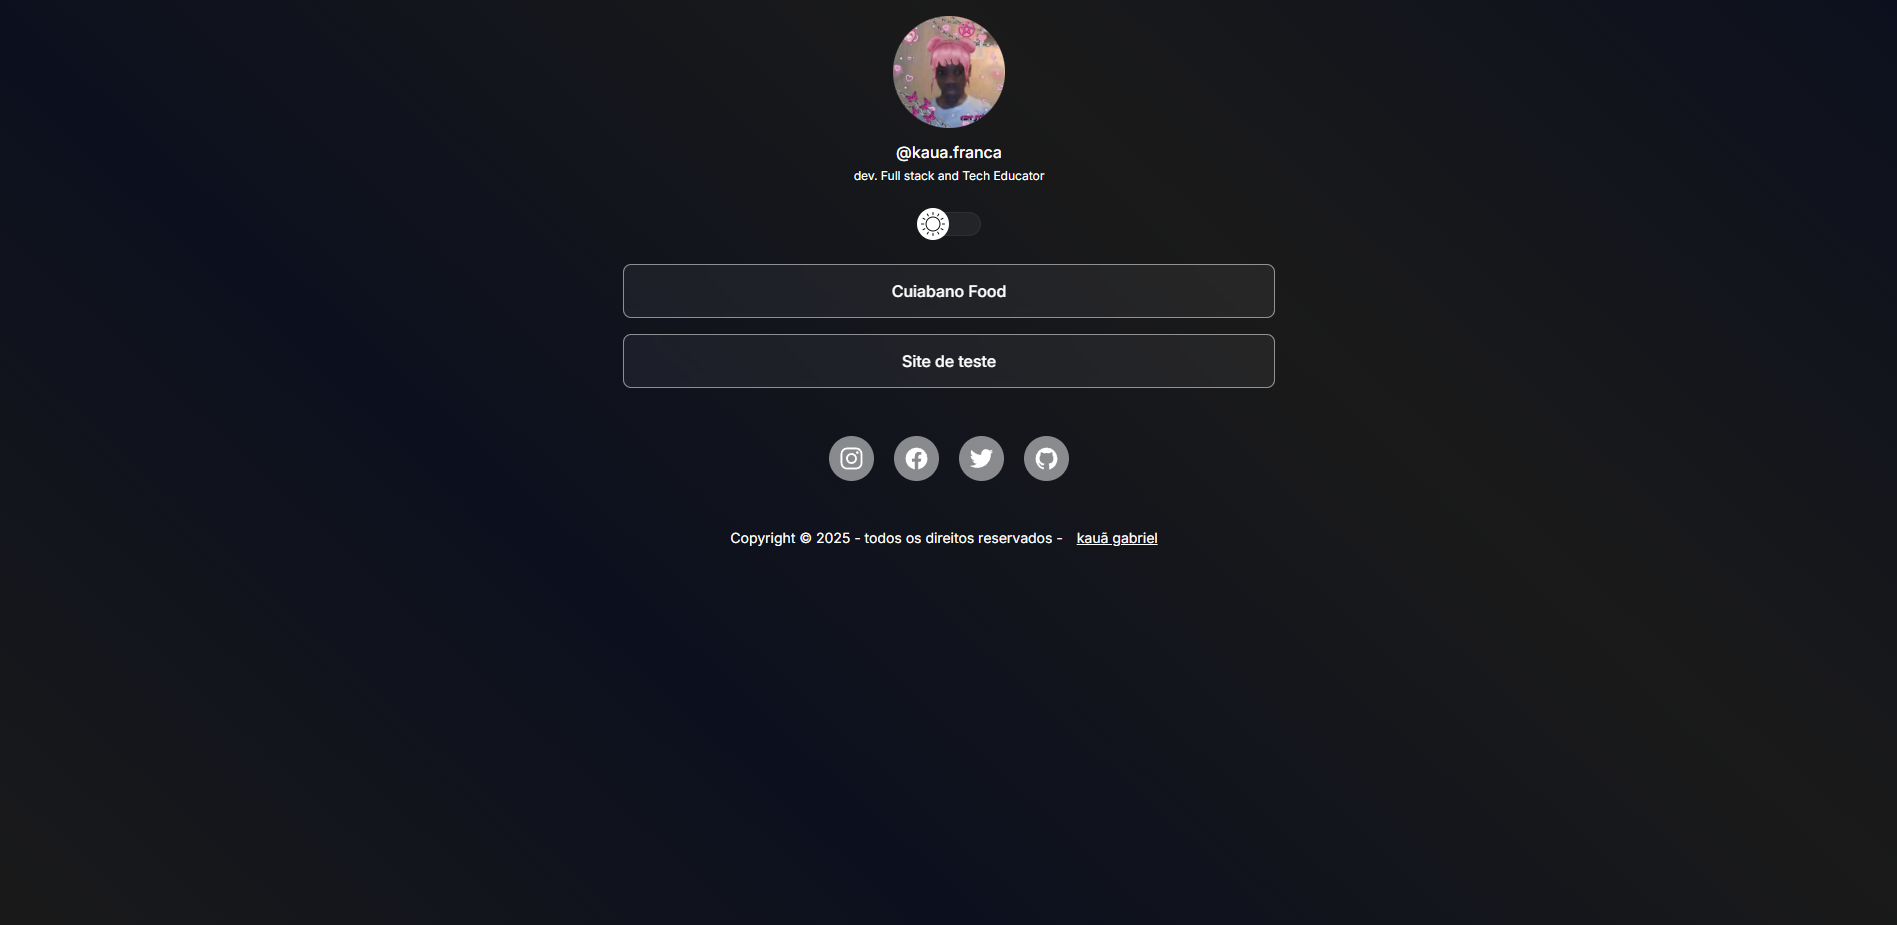 @kaua.franca
dev. Full stack and Tech Educator
Cuiabano Food
Site de teste
Copyright © 2025 - todos os direitos reservados - kauã gabriel